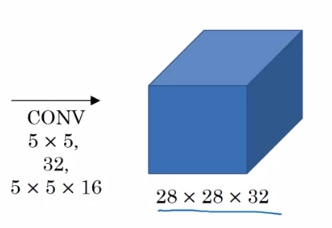 CONV
5 × 5,
32,
5 × 5 × 16
28 × 28 × 32